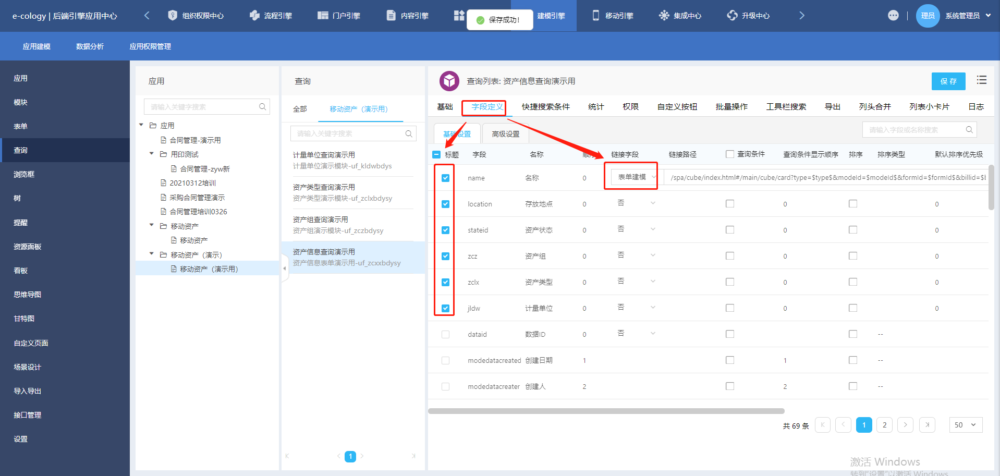 e-cology | 后端引擎应用中心
组织权限中心
流程引擎
门户引擎
内容引擎
保存成功!
建模引擎
移动引擎
集成中心
升级中心
理员
系统管理员
应用建模
数据分析
应用权限管理
应用
模块
表单
查询
浏览框
树
提醒
资源面板
看板
思维导图
甘特图
自定义页面
场景设计
导入导出
接口管理
设置
应用
请输入关键字搜索
应用
合同管理-演示用
用印测试
合同管理-zyw新
20210312培训
采购合同管理演示
合同管理培训0326
移动资产
移动资产
移动资产（演示）
移动资产（演示用）
查询
全部
移动资产（演示用）
请输入关键字搜索
计量单位查询演示用
计量单位演示模块-uf_kldwbdys
资产类型查询演示用
资产类型演示模块-uf_zclxbdysy
资产组查询演示用
资产组演示模块-uf_zczbdysy
资产信息查询演示用
资产信息表单演示用-uf_zcxxbdysy
1
查询列表: 资产信息查询演示用
保 存
基础 字段定义 快捷搜索条件 统计 权限 自定义按钮 批量操作 工具栏搜索 导出 列头合并 列表小卡片 日志
基础设置 高级设置
请输入字段或名称搜索
标题 字段 名称 顺序 链接字段 链接路径 查询条件 查询条件显示顺序 排序 排序类型 默认排序优先级
name 名称 0 表单建模 /spa/cube/index.html#/main/cube/card?type=$type$&modeId=$modeId$&formId=$formId$&billid=$b
location 存放地点 0 否 0 0
stateid 资产状态 0 否 0 0
zcz 资产组 0 否 0 0
zclx 资产类型 0 否 0 0
jldw 计量单位 0 否 0 0
dataid 数据ID 0 否 --
modedatacreated 创建日期 1 1 --
modedatacreater 创建人 2 2 --
共 69 条 1 2 50
激活 Windows
转到"设置"以激活 Windows